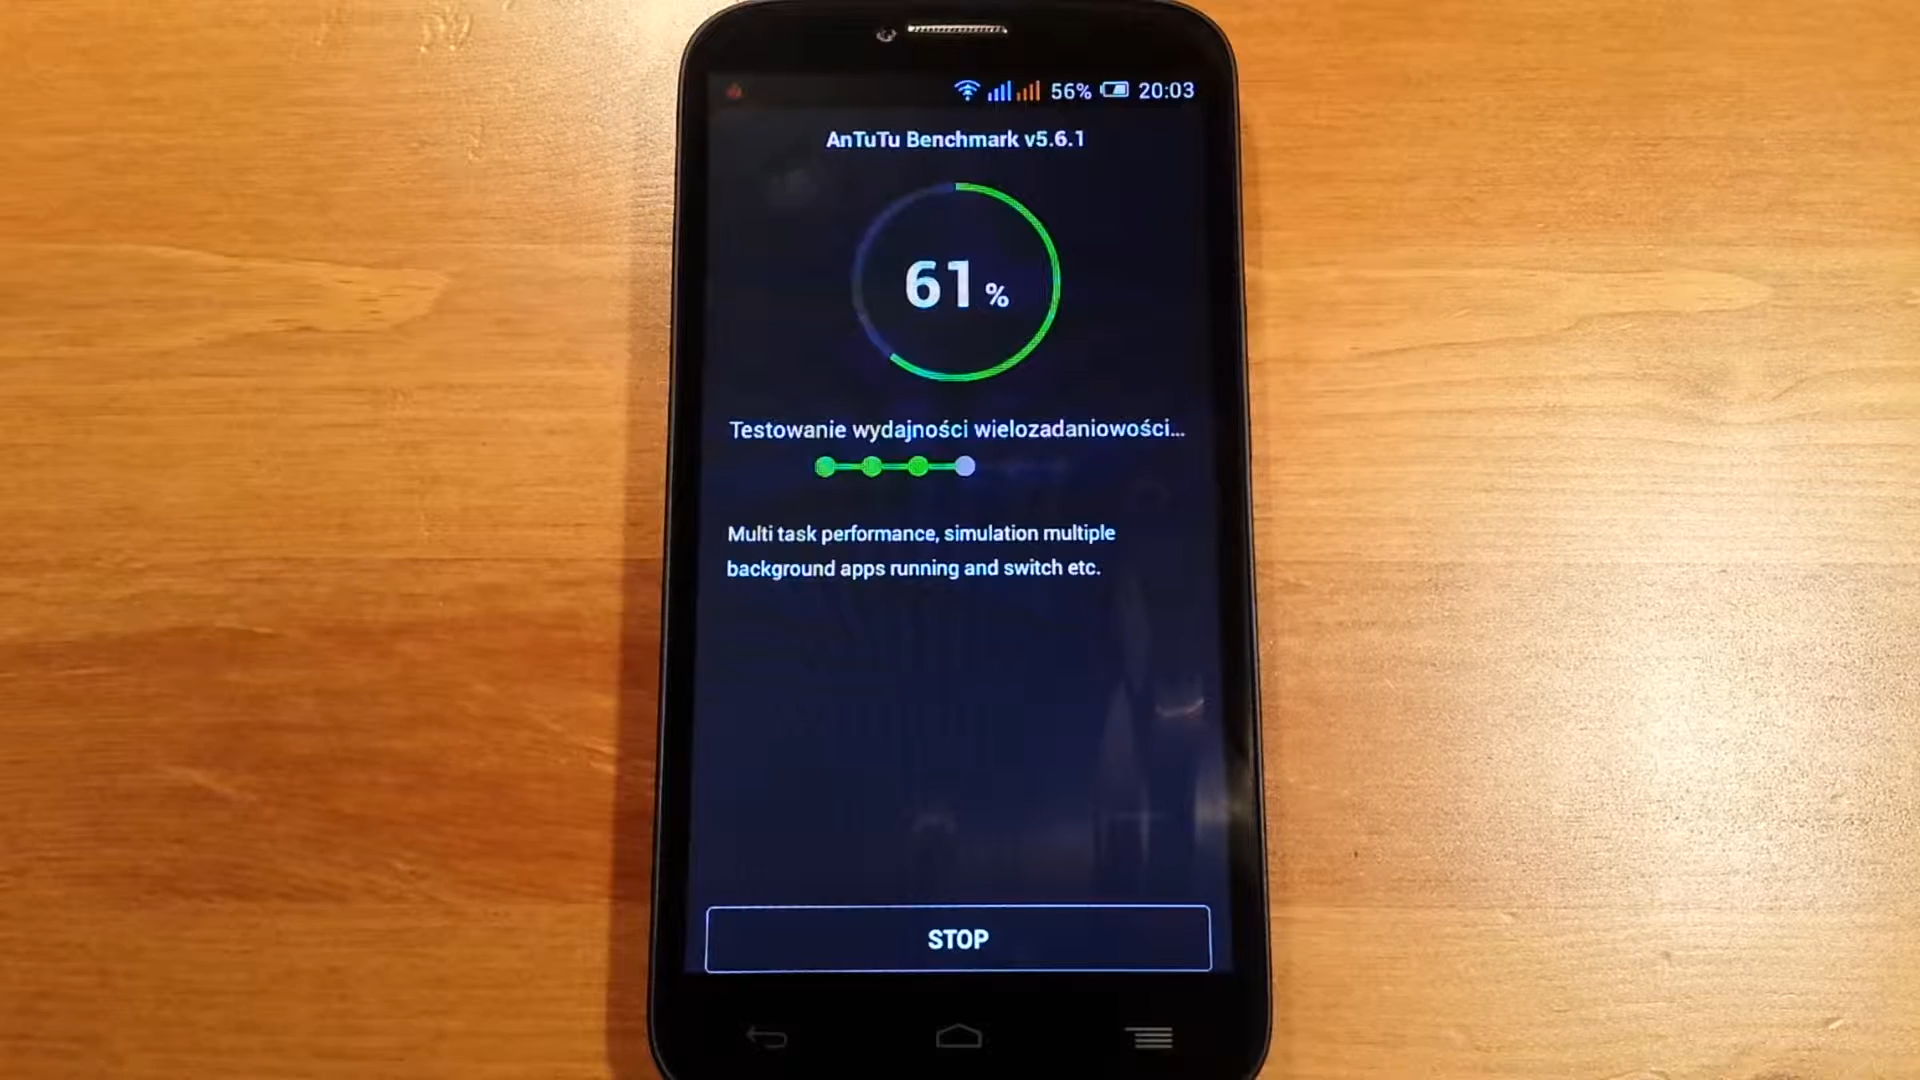 56% 20:03
AnTuTu Benchmark v5.6.1
61 %
Testowanie wydajności wielozadaniowości...
Multi task performance, simulation multiple
background apps running and switch etc.
STOP